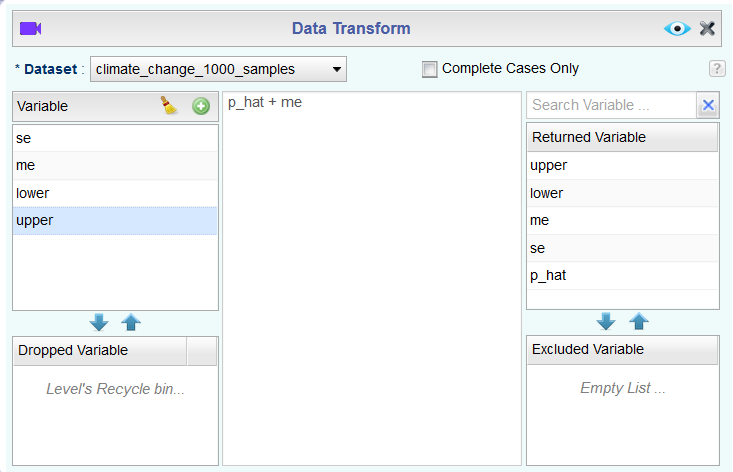 Data Transform
* Dataset : climate_change_1000_samples
Complete Cases Only
?
Variable
se
me
lower
upper
Dropped Variable
Level's Recycle bin...
p_hat + me
Search Variable ...
Returned Variable
upper
lower
me
se
p_hat
Excluded Variable
Empty List ...